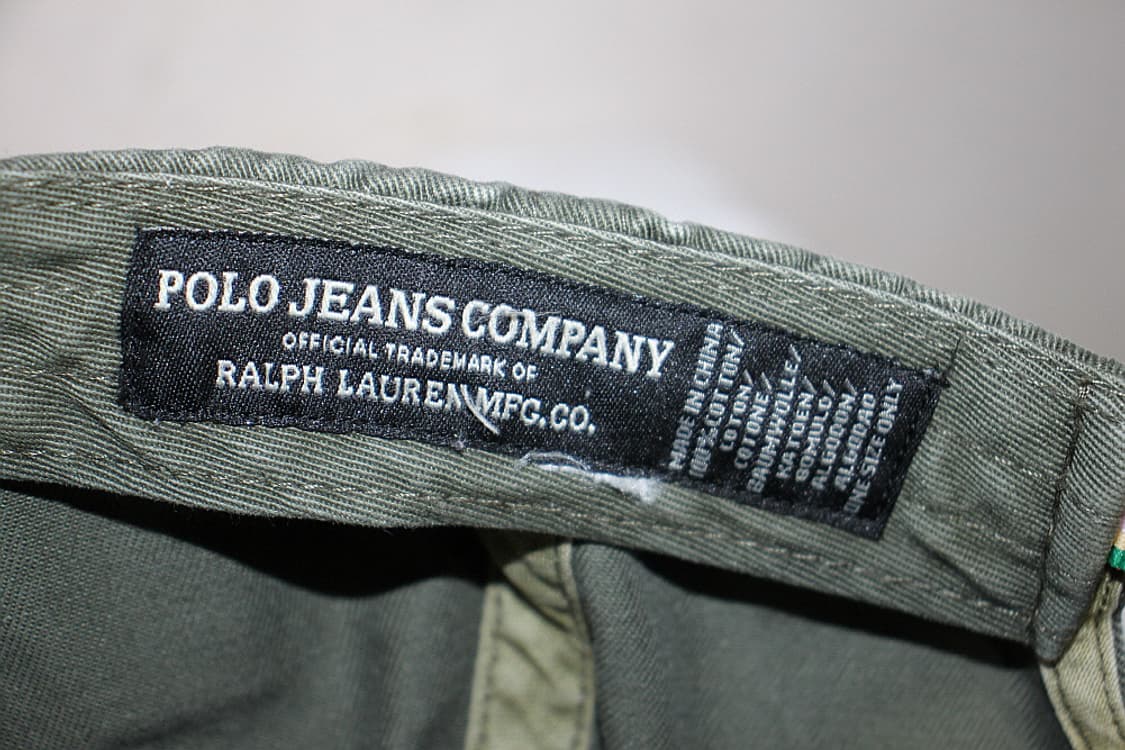 POLO JEANS COMPANY
OFFICIAL TRADEMARK OF
RALPH LAUREN MFG.CO.
MADE IN CHINA
100% COTTON/
COTON/
COTONE/
BAUMWOLLE/
KATOEN/
BOMULD/
ALGODON/
ALGODAO
ONE SIZE ONLY